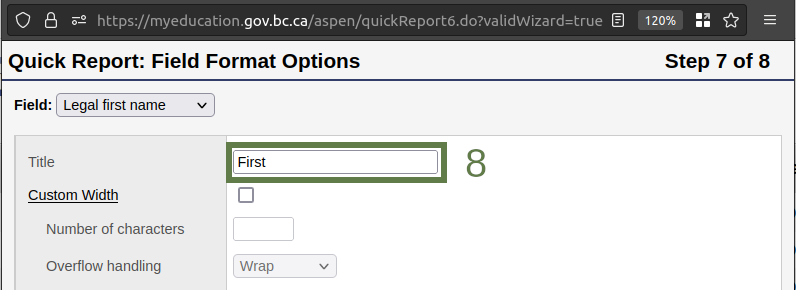 https://myeducation.gov.bc.ca/aspen/quickReport6.do?validWizard=true 120%
Quick Report: Field Format Options Step 7 of 8
Field: Legal first name
Title First 8
Custom Width
Number of characters
Overflow handling Wrap